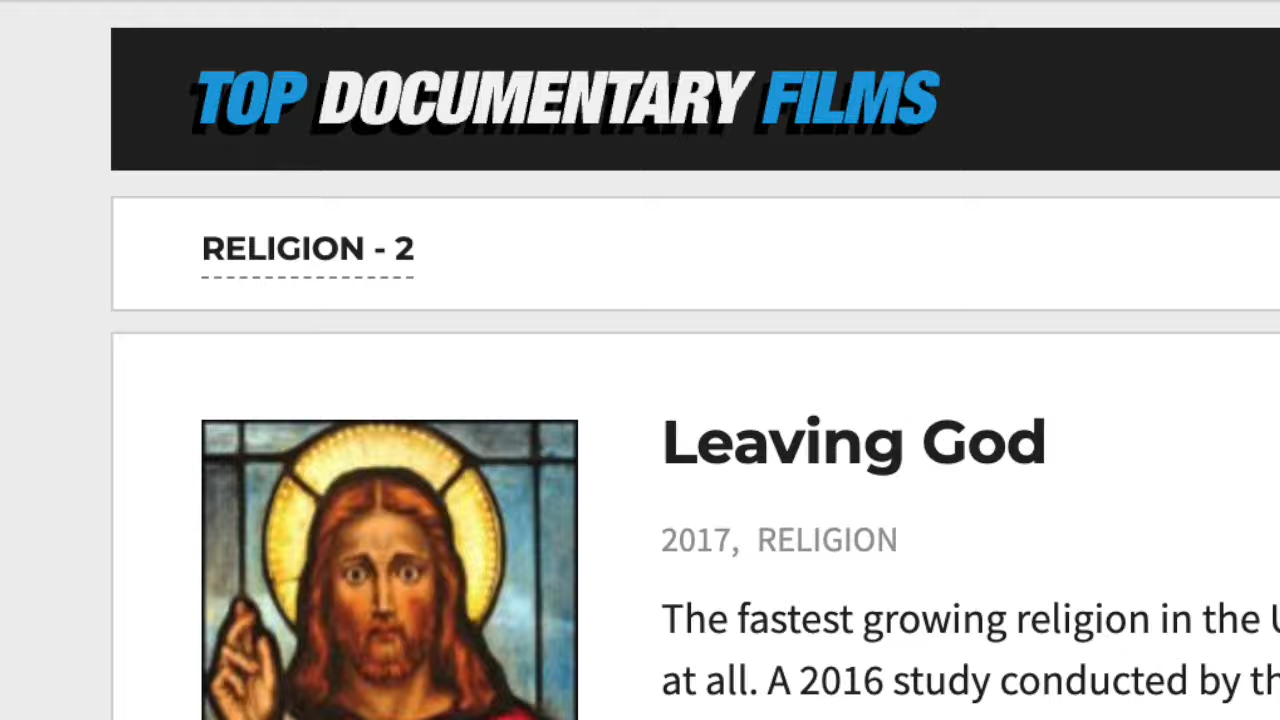 TOP DOCUMENTARY FILMS
RELIGION - 2
Leaving God
2017, RELIGION
The fastest growing religion in the
at all. A 2016 study conducted by